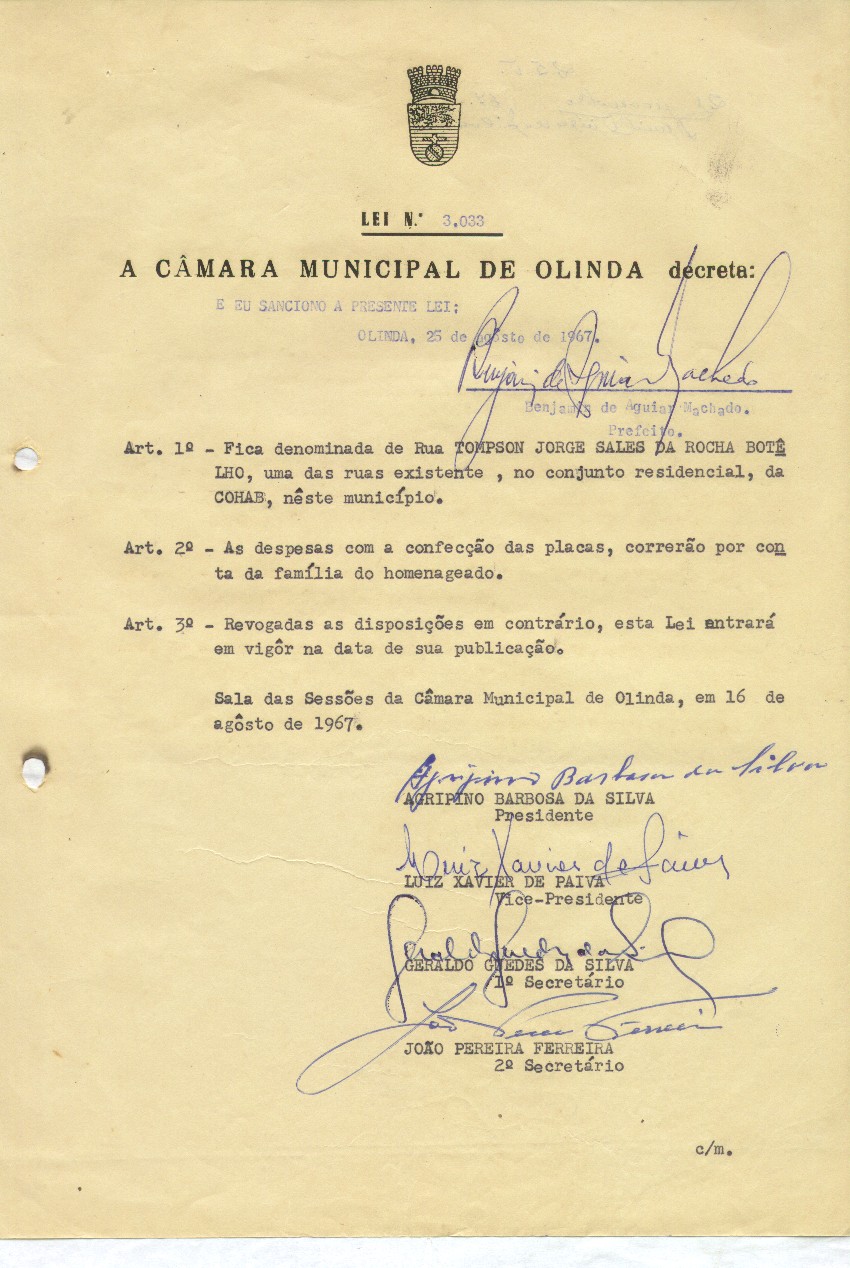 LEI N.º 3.033
A CÂMARA MUNICIPAL DE OLINDA decreta:
E EU SANCIONO A PRESENTE LEI;
OLINDA, 25 de agosto de 1967.
Benjamin de Aguiar Machado
Benjamin de Aguiar Machado.
Prefeito.
Art. 1º - Fica denominada de Rua TOMPSON JORGE SALES DA ROCHA BOTÊ
LHO, uma das ruas existente , no conjunto residencial, da
COHAB, nêste município.
Art. 2º - As despesas com a confecção das placas, correrão por con
ta da família do homenageado.
Art. 3º - Revogadas as disposições em contrário, esta Lei entrará
em vigôr na data de sua publicação.
Sala das Sessões da Câmara Municipal de Olinda, em 16 de
agôsto de 1967.
Agripino Barbosa da Silva
AGRIPINO BARBOSA DA SILVA
Presidente
Luiz Xavier de Paiva
LUIZ XAVIER DE PAIVA
Vice-Presidente
Geraldo Guedes da S.
GERALDO GUEDES DA SILVA
1º Secretário
João Pereira Ferreira
JOÃO PEREIRA FERREIRA
2º Secretário
c/m.